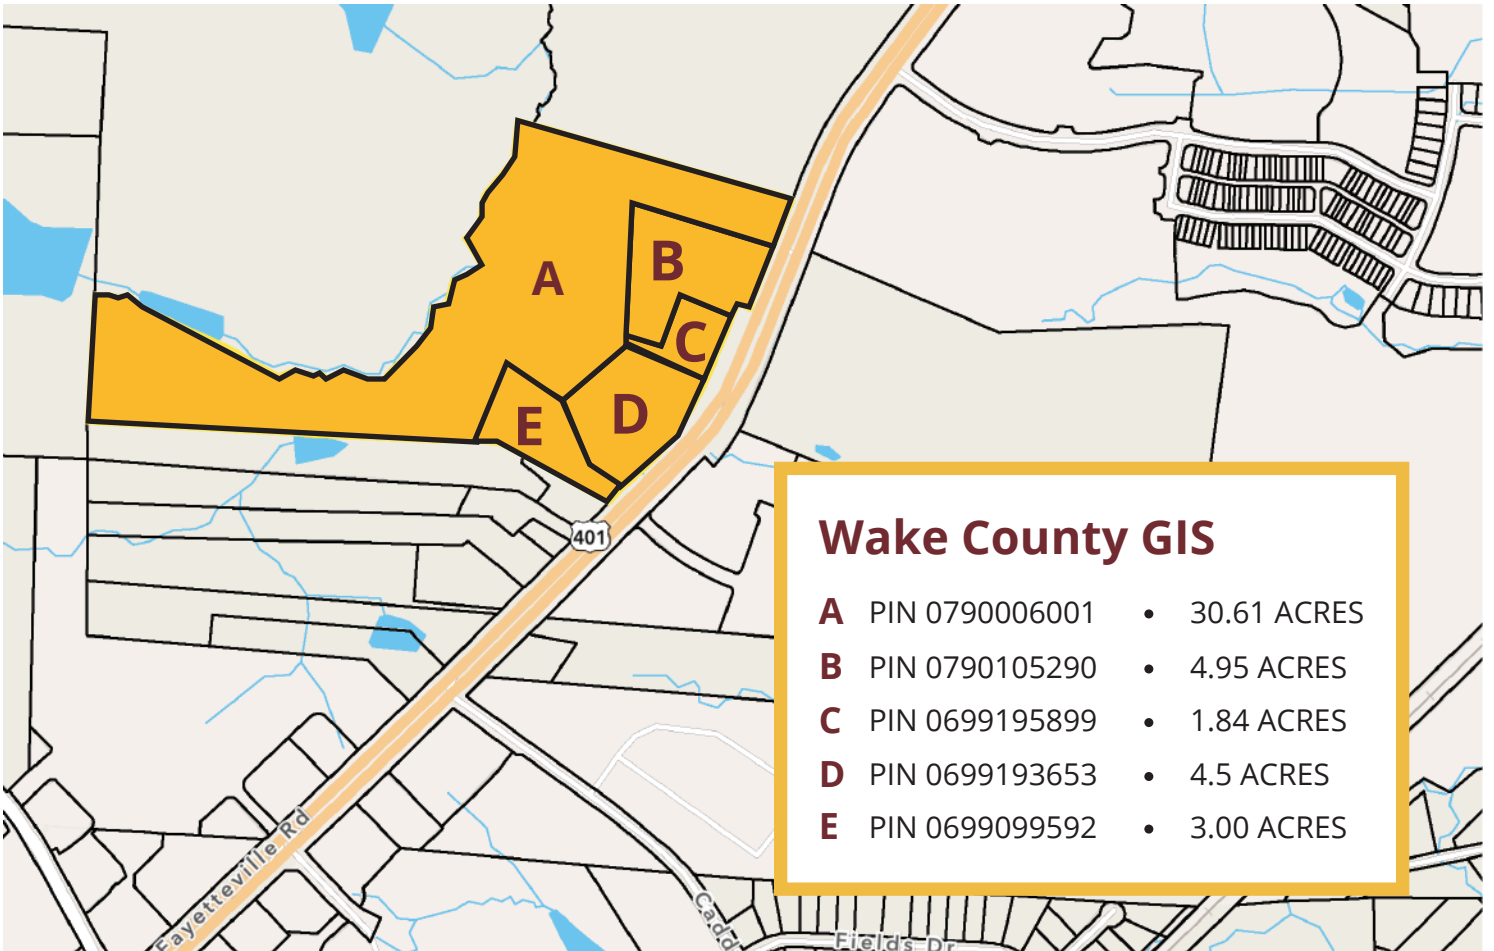 A
B
C
D
E
401
Wake County GIS
A PIN 0790006001 • 30.61 ACRES
B PIN 0790105290 • 4.95 ACRES
C PIN 0699195899 • 1.84 ACRES
D PIN 0699193653 • 4.5 ACRES
E PIN 0699099592 • 3.00 ACRES
Fayetteville Rd
Cadd
Fields Dr